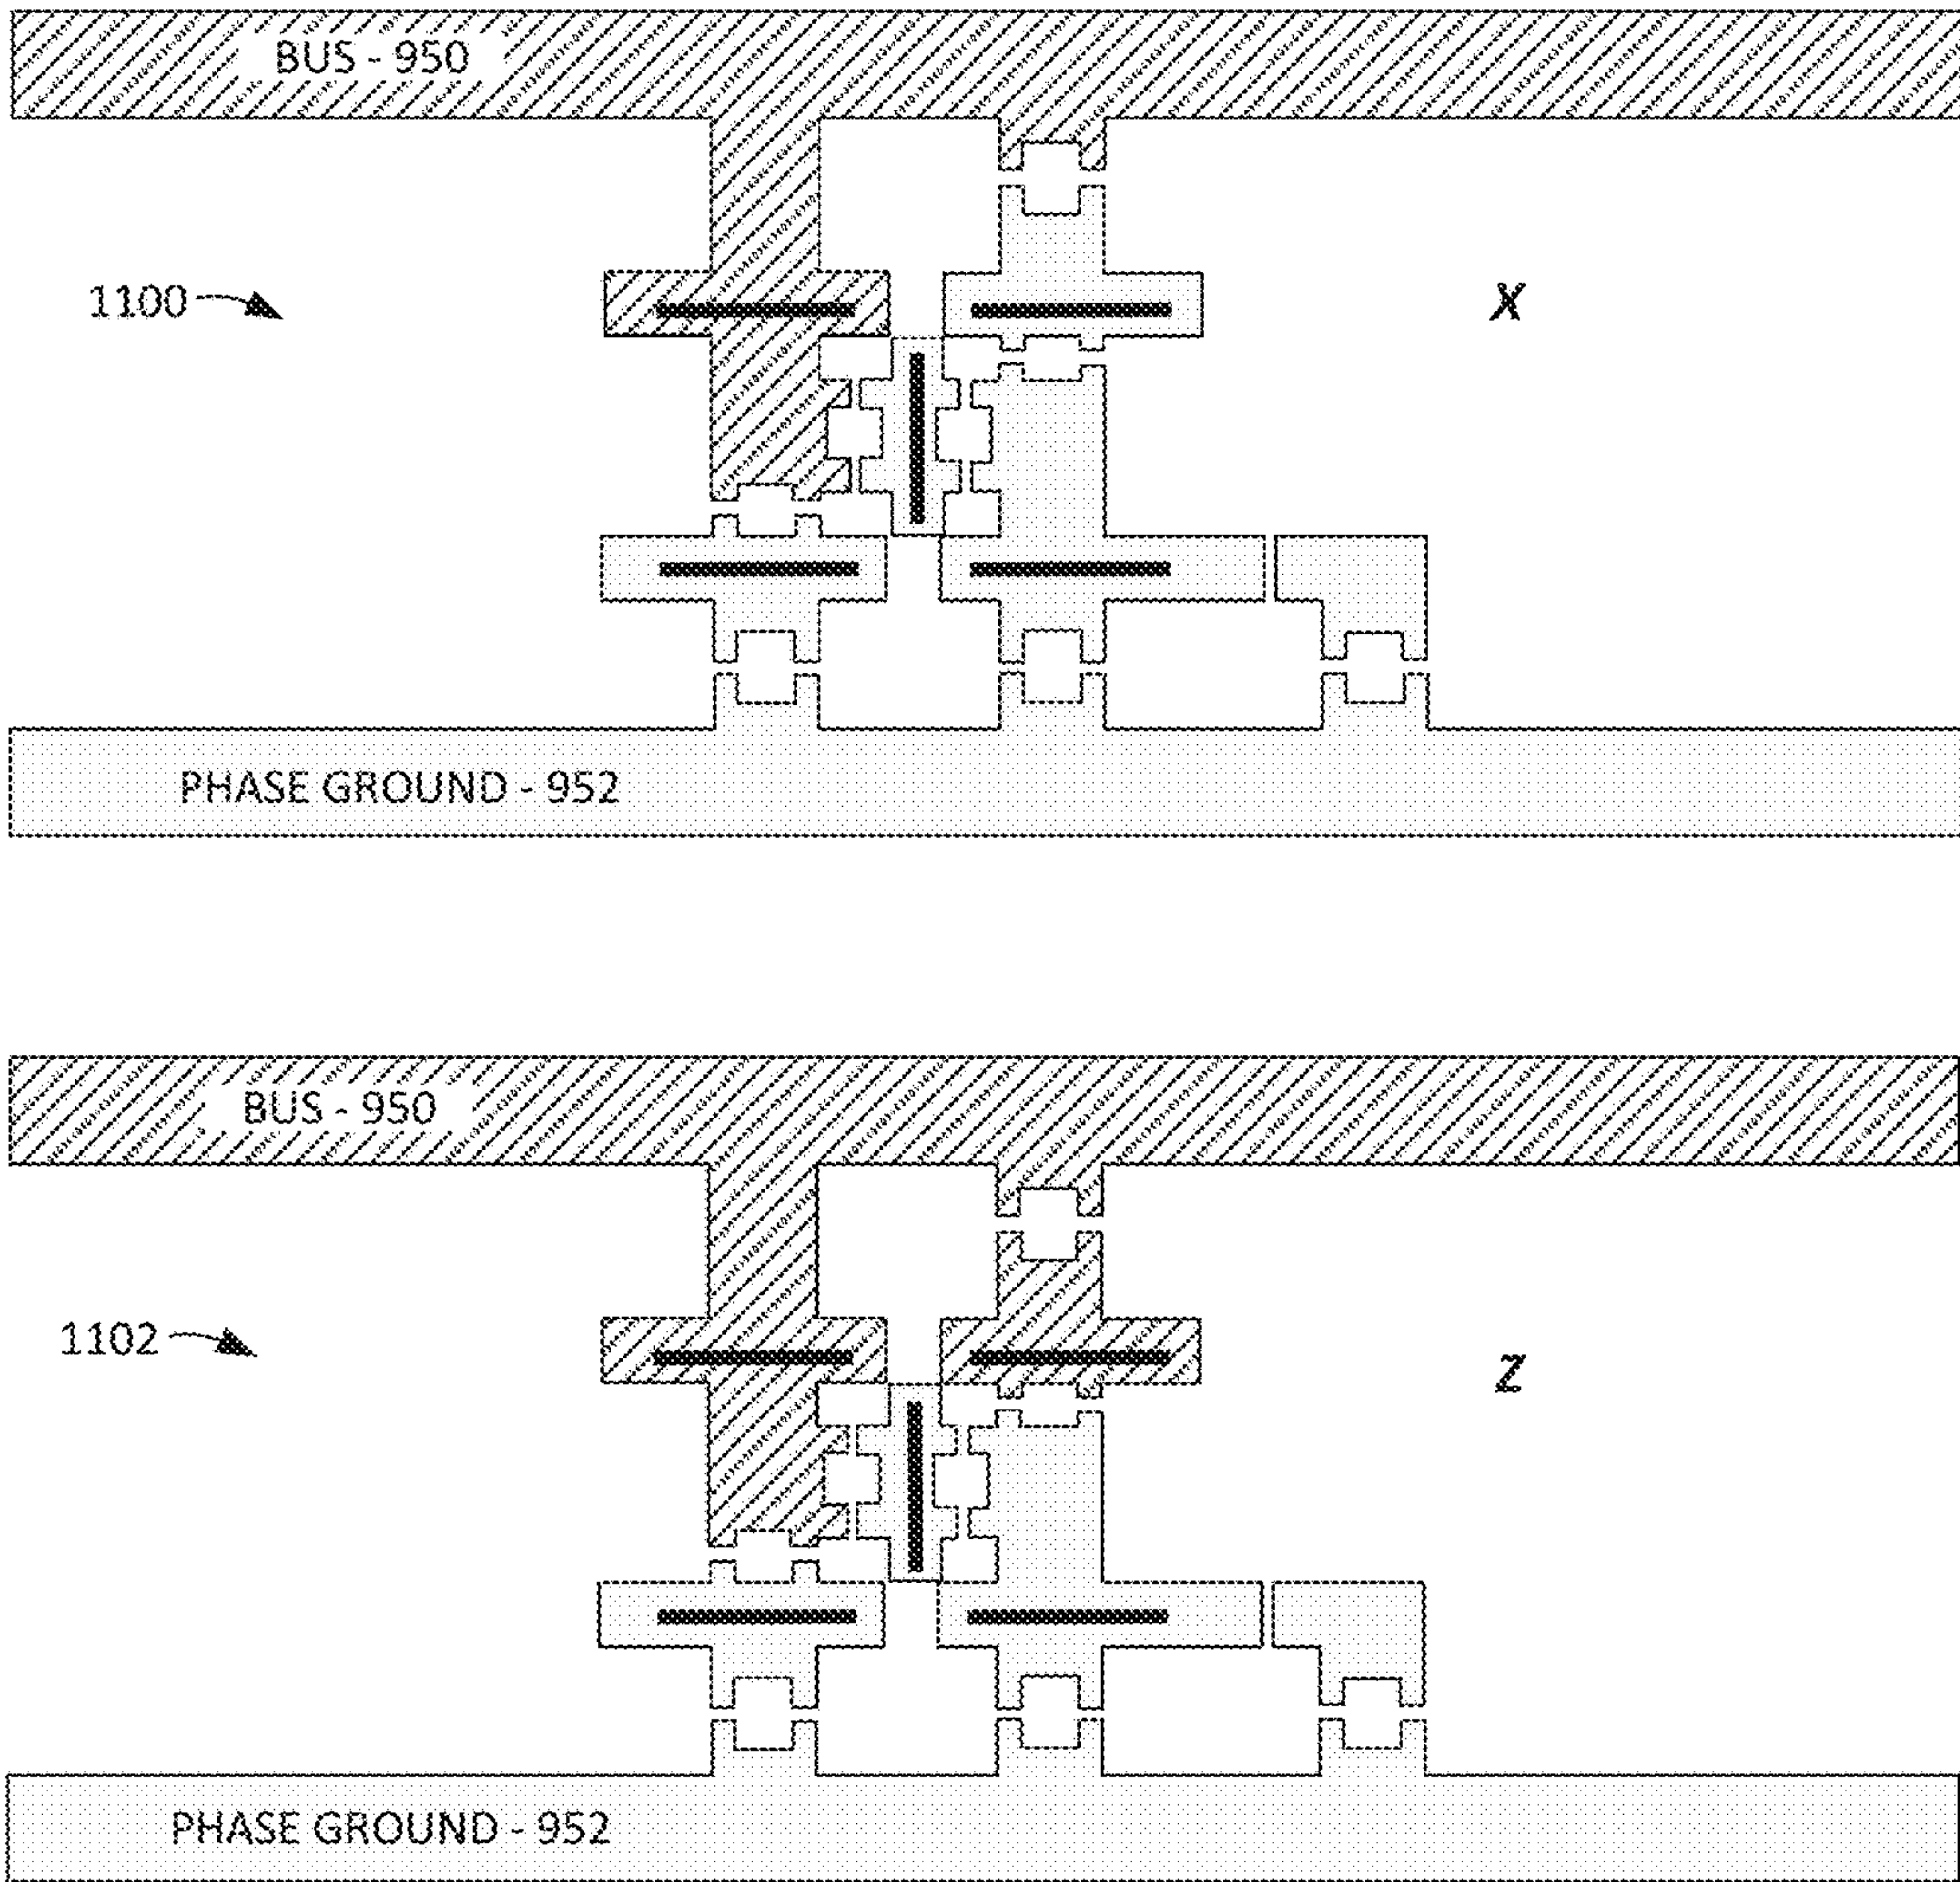 BUS - 950
1100
X
PHASE GROUND - 952
BUS - 950
1102
Z
PHASE GROUND - 952